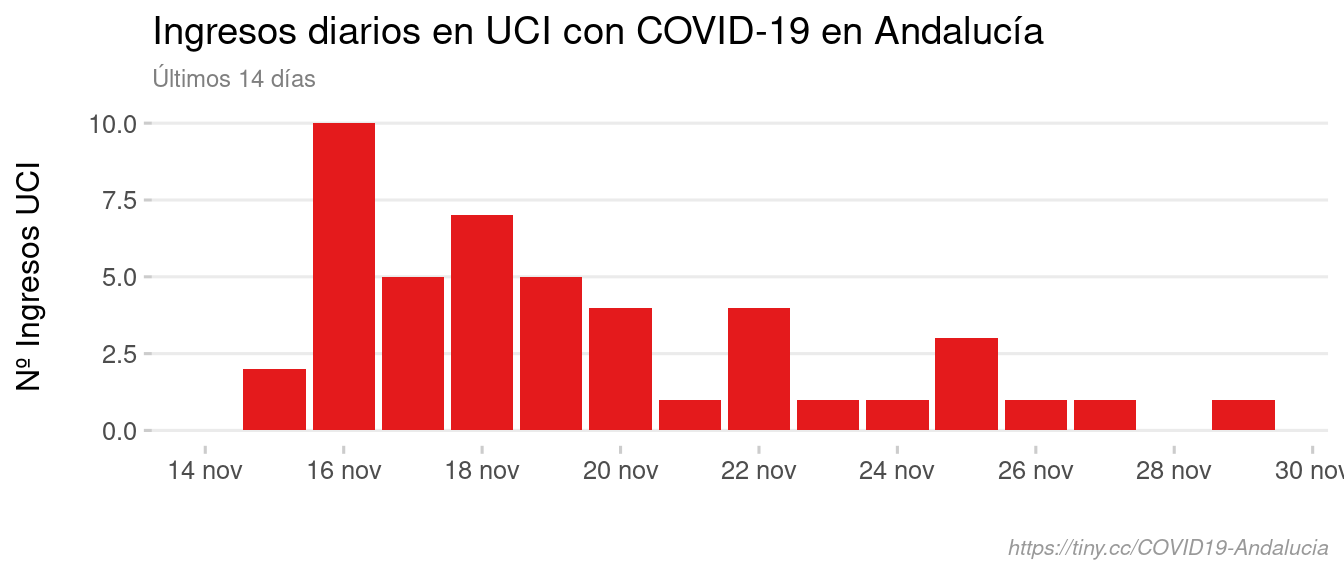 Ingresos diarios en UCI con COVID-19 en Andalucía
Últimos 14 días
Nº Ingresos UCI
10.0
7.5
5.0
2.5
0.0
14 nov 16 nov 18 nov 20 nov 22 nov 24 nov 26 nov 28 nov 30 nov
https://tiny.cc/COVID19-Andalucia